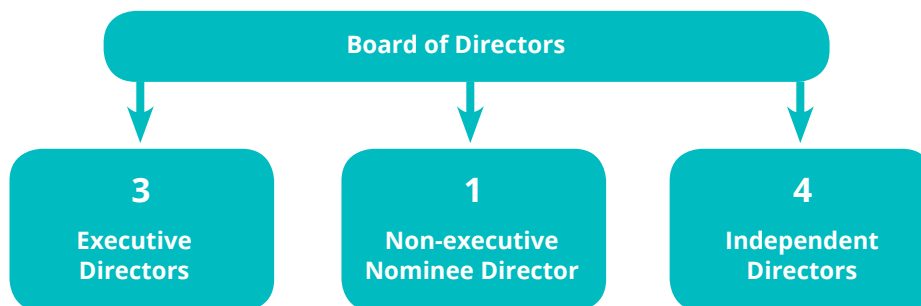 Board of Directors
3
Executive
Directors
1
Non-executive
Nominee Director
4
Independent
Directors